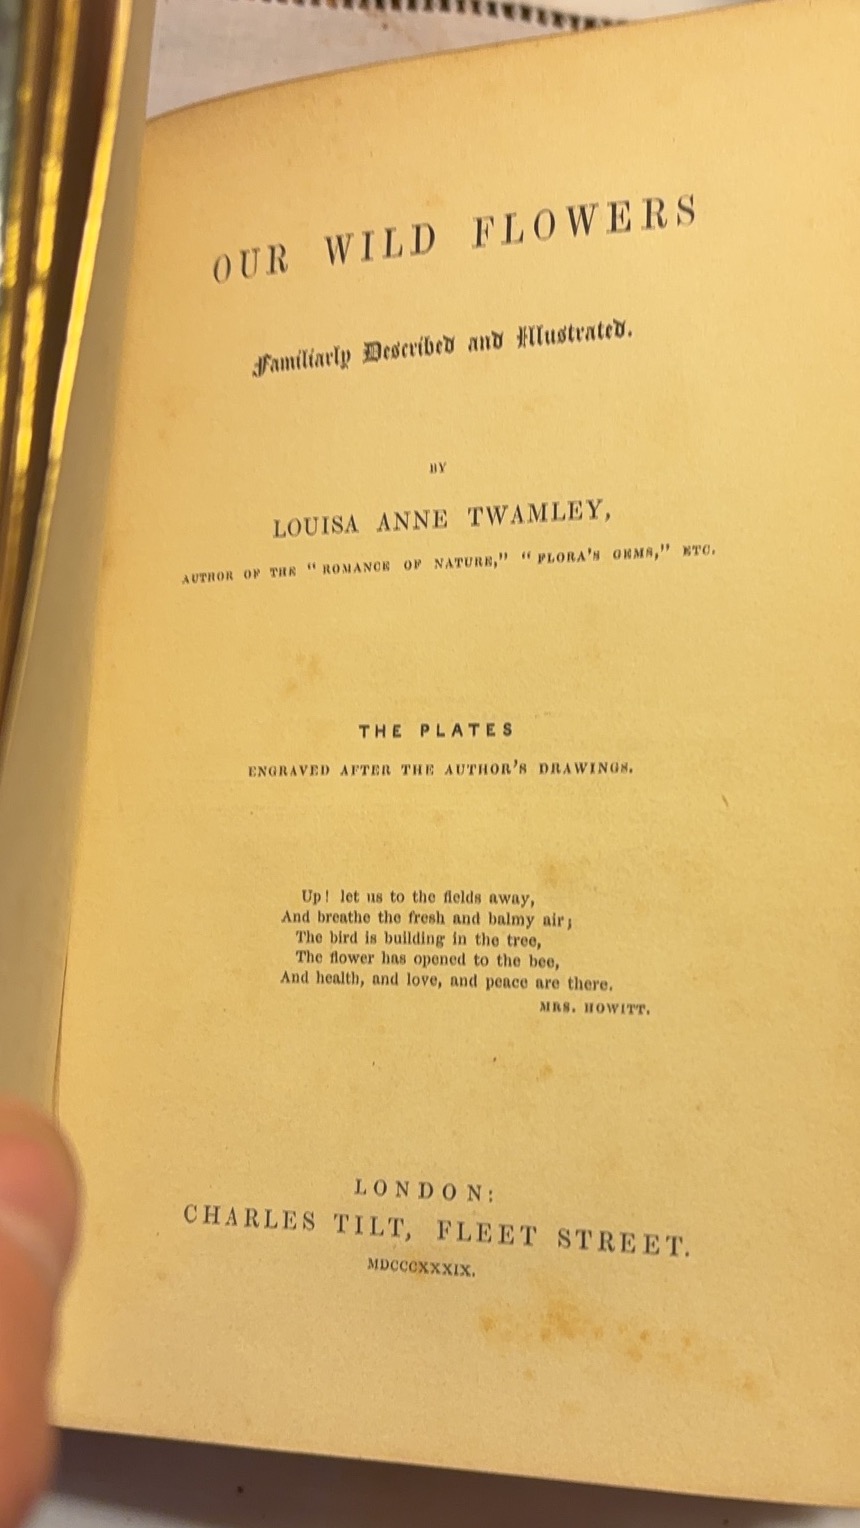 OUR WILD FLOWERS
Familiarly Described and Illustrated.
BY
LOUISA ANNE TWAMLEY,
AUTHOR OF THE "ROMANCE OF NATURE," "FLORA'S GEMS," ETC.
THE PLATES
ENGRAVED AFTER THE AUTHOR'S DRAWINGS.
Up! let us to the fields away,
And breathe the fresh and balmy air;
The bird is building in the tree,
The flower has opened to the bee,
And health, and love, and peace are there.
MRS. HOWITT.
LONDON:
CHARLES TILT, FLEET STREET.
MDCCCXXXIX.